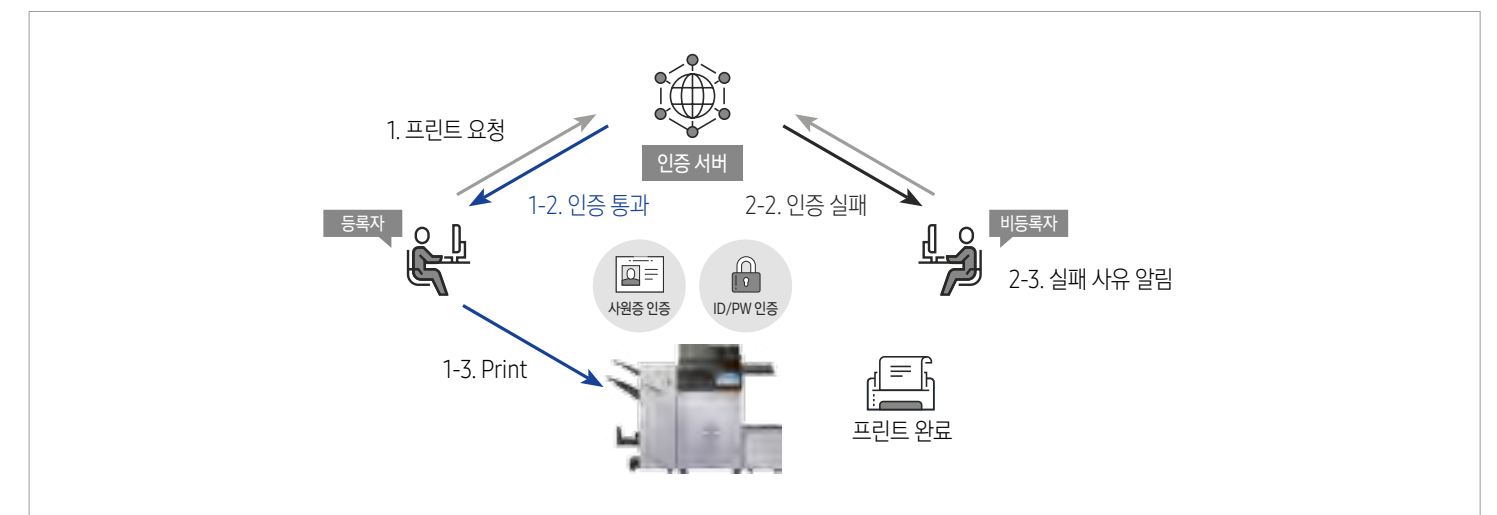 1. 프린트 요청
인증 서버
1-2. 인증 통과
2-2. 인증 실패
등록자
비등록자
2-3. 실패 사유 알림
사원증 인증
ID/PW 인증
1-3. Print
프린트 완료